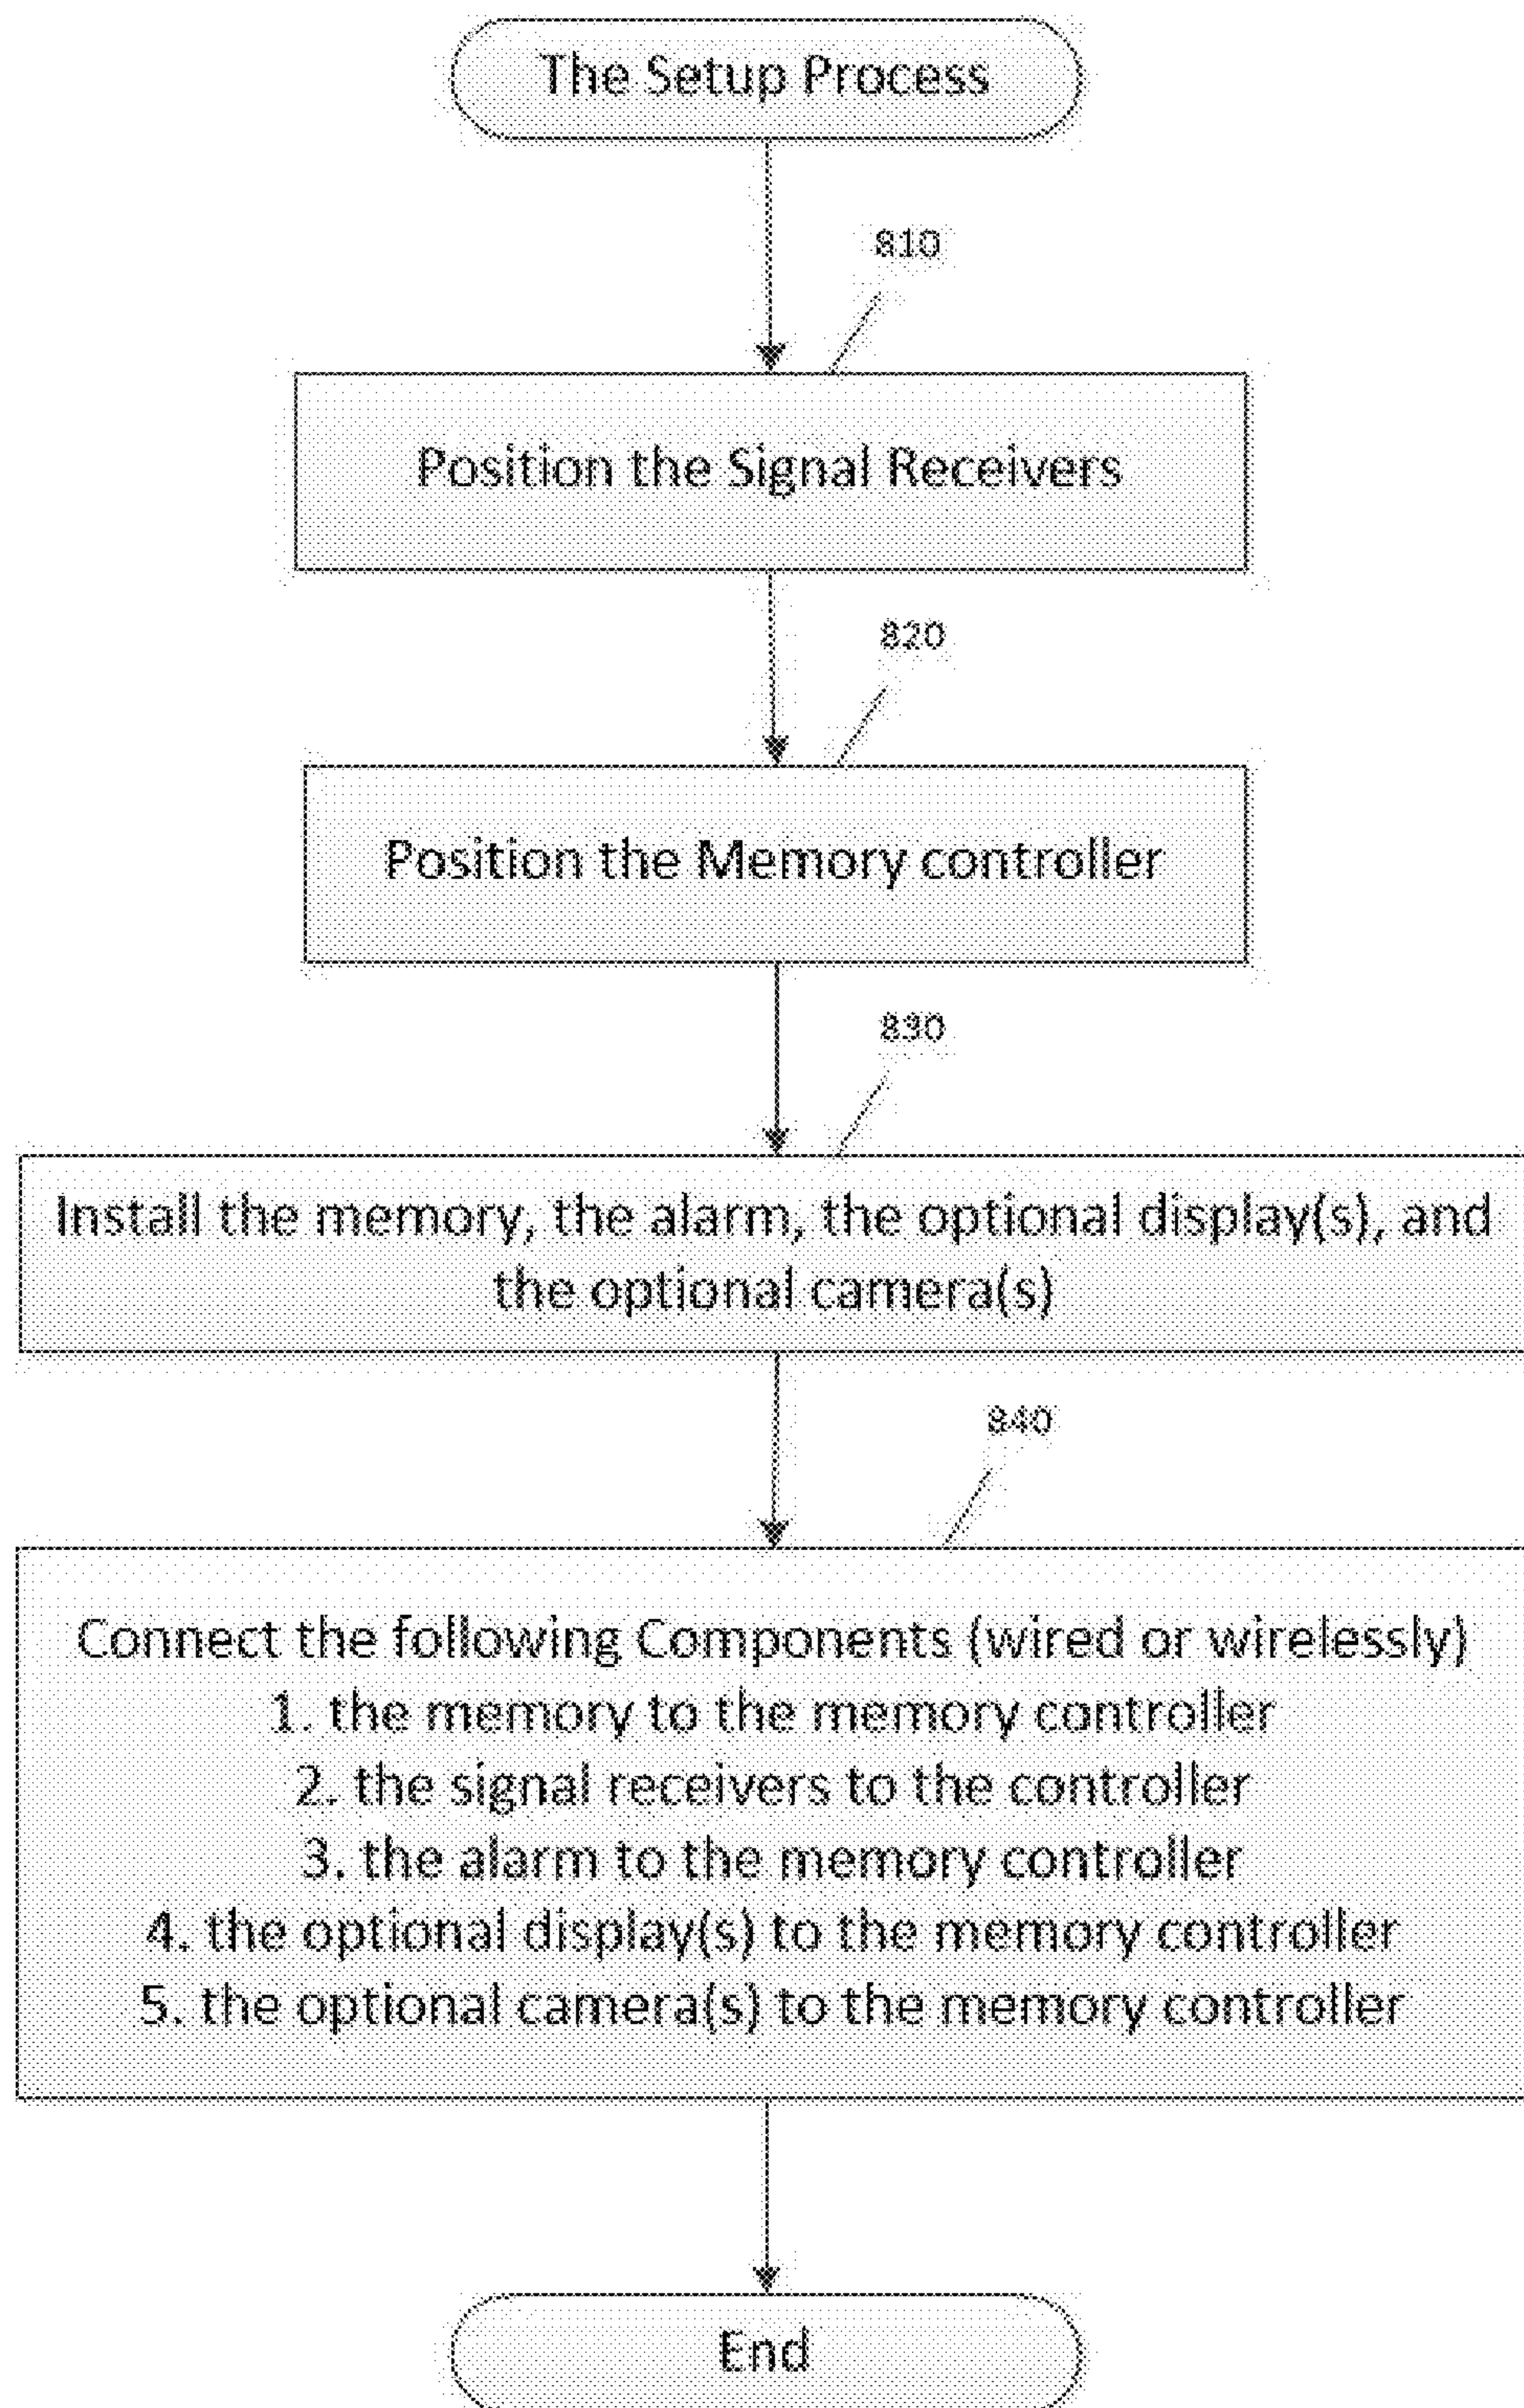 The Setup Process
810
Position the Signal Receivers
820
Position the Memory controller
830
Install the memory, the alarm, the optional display(s), and
the optional camera(s)
840
Connect the following Components (wired or wirelessly)
1. the memory to the memory controller
2. the signal receivers to the controller
3. the alarm to the memory controller
4. the optional display(s) to the memory controller
5. the optional camera(s) to the memory controller
End